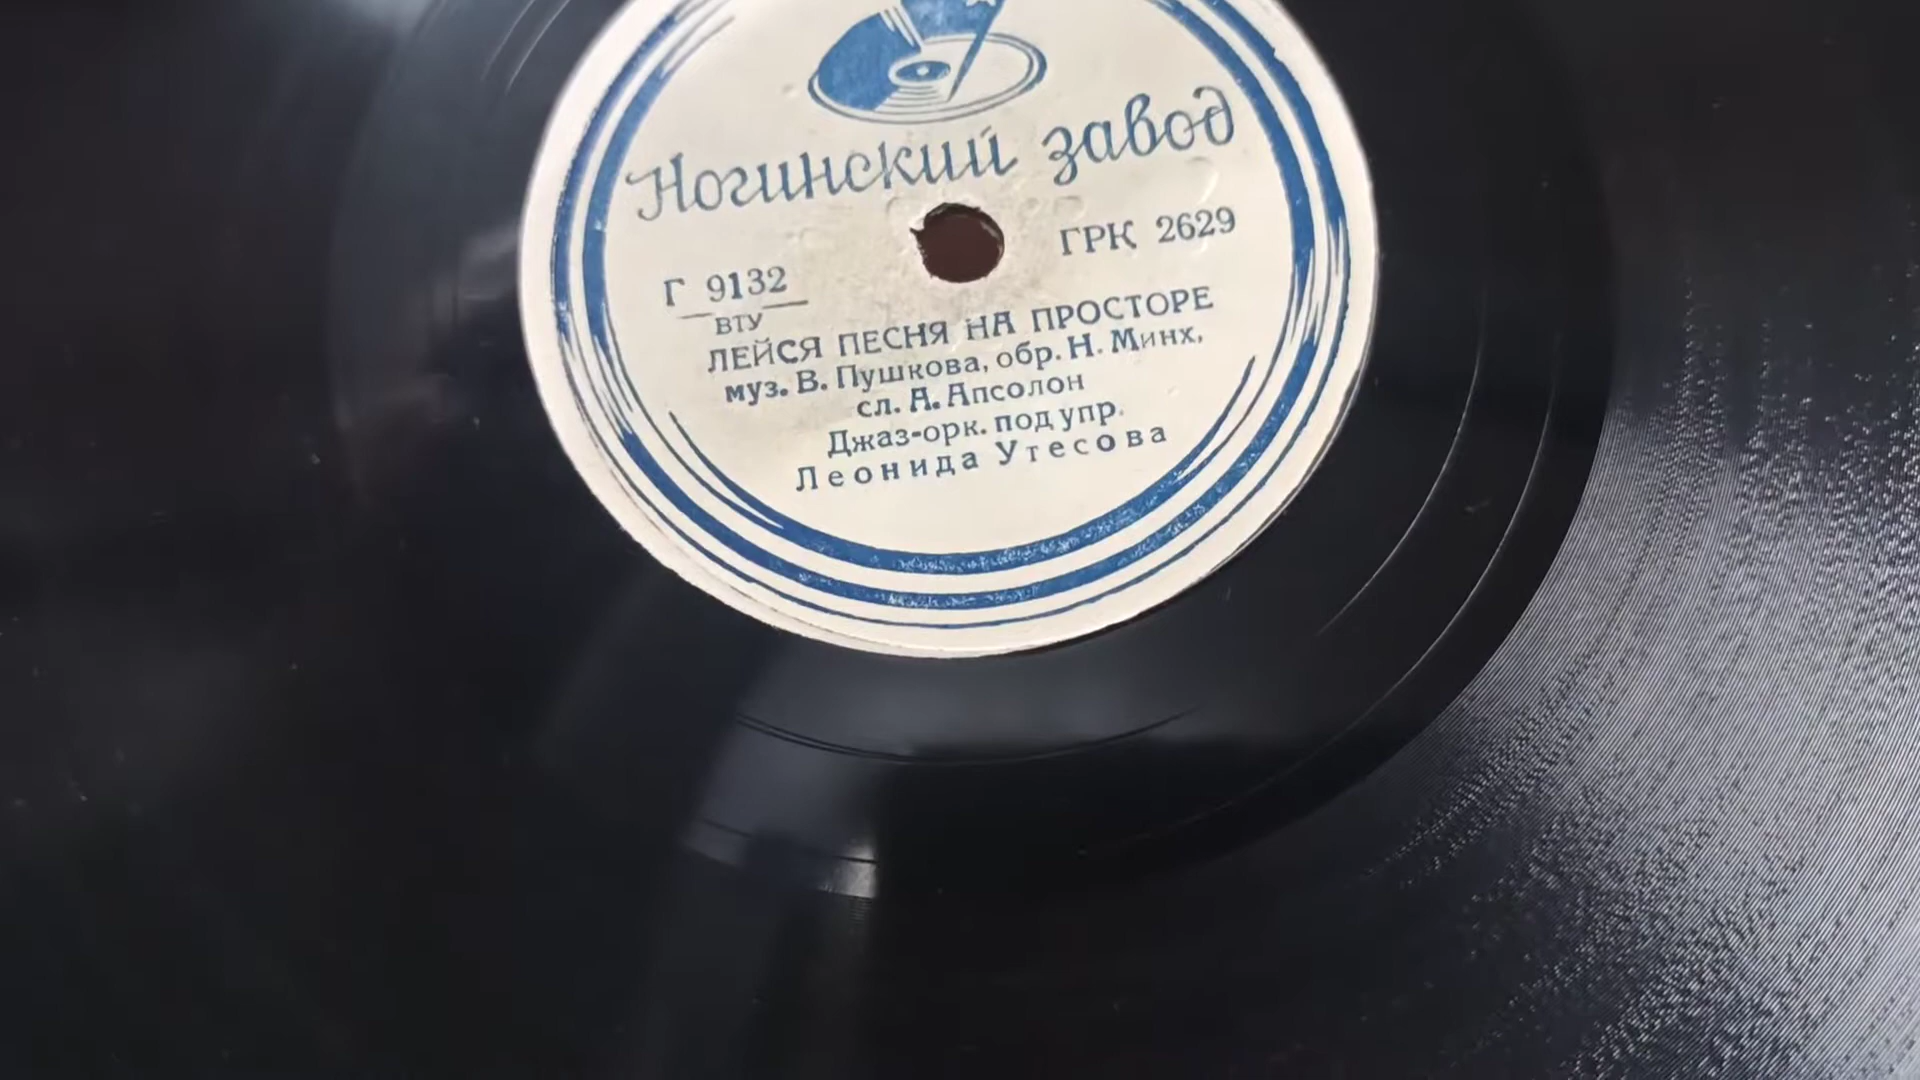 Ногинский завод
ГРК 2629
Г 9132
ВТУ
ЛЕЙСЯ ПЕСНЯ НА ПРОСТОРЕ
муз. В. Пушкова, обр. Н. Минх,
сл. А. Апсолон
Джаз-орк. под упр.
Леонида Утесова